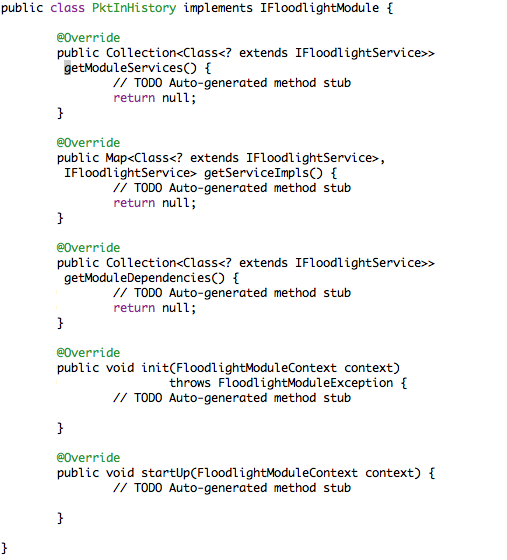 public class PktInHistory implements IFloodlightModule {
@Override
public Collection<Class<? extends IFloodlightService>>
getModuleServices() {
// TODO Auto-generated method stub
return null;
}
@Override
public Map<Class<? extends IFloodlightService>,
IFloodlightService> getServiceImpls() {
// TODO Auto-generated method stub
return null;
}
@Override
public Collection<Class<? extends IFloodlightService>>
getModuleDependencies() {
// TODO Auto-generated method stub
return null;
}
@Override
public void init(FloodlightModuleContext context)
throws FloodlightModuleException {
// TODO Auto-generated method stub
}
@Override
public void startUp(FloodlightModuleContext context) {
// TODO Auto-generated method stub
}
}